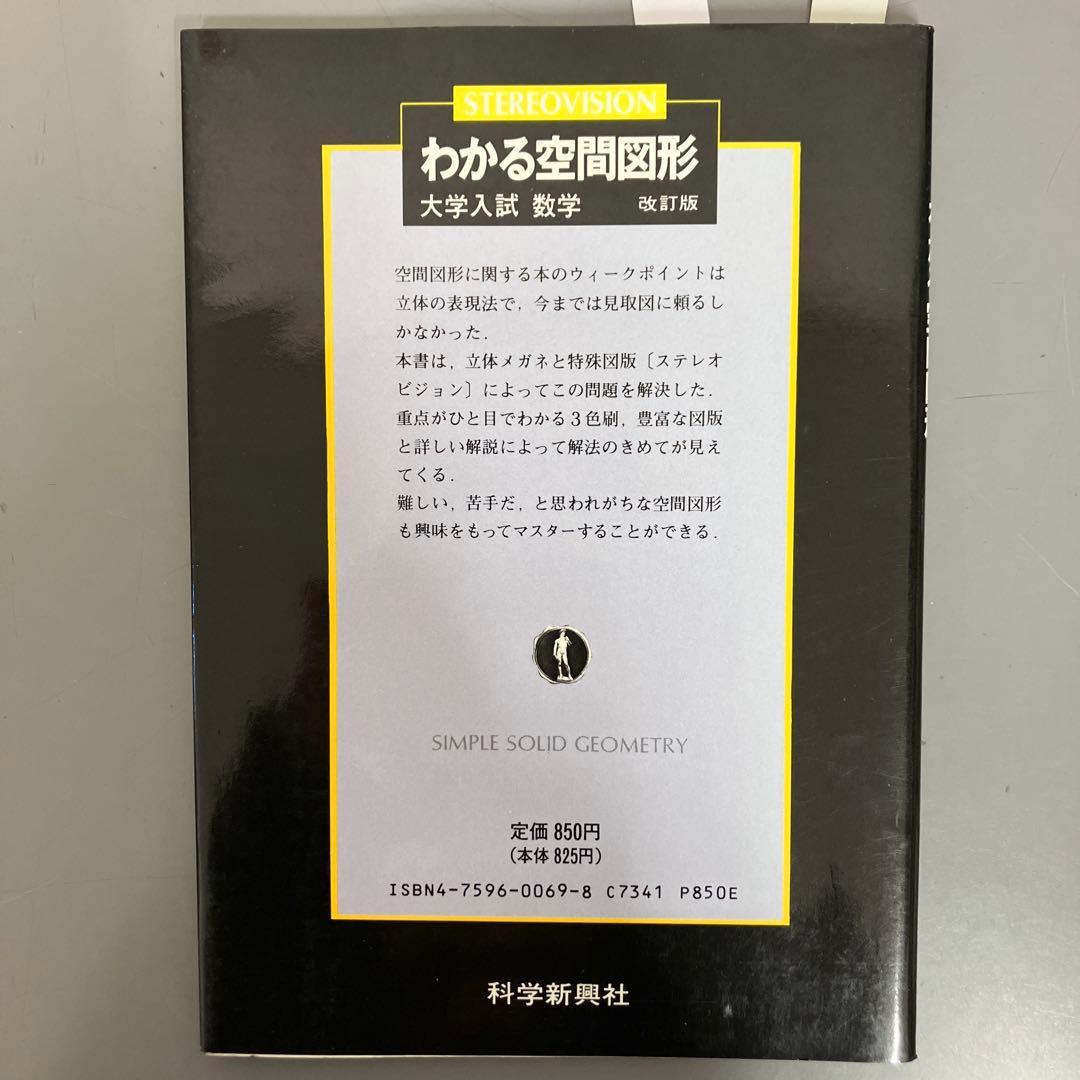 STEREOVISION
わかる空間図形
大学入試 数学 改訂版
空間図形に関する本のウィークポイントは
立体の表現法で，今までは見取図に頼るし
かなかった．
本書は，立体メガネと特殊図版〔ステレオ
ビジョン〕によってこの問題を解決した．
重点がひと目でわかる３色刷，豊富な図版
と詳しい解説によって解法のきめてが見え
てくる．
難しい，苦手だ，と思われがちな空間図形
も興味をもってマスターすることができる．
SIMPLE SOLID GEOMETRY
定価 850円
（本体 825円）
ISBN4-7596-0069-8 C7341 P850E
科学新興社